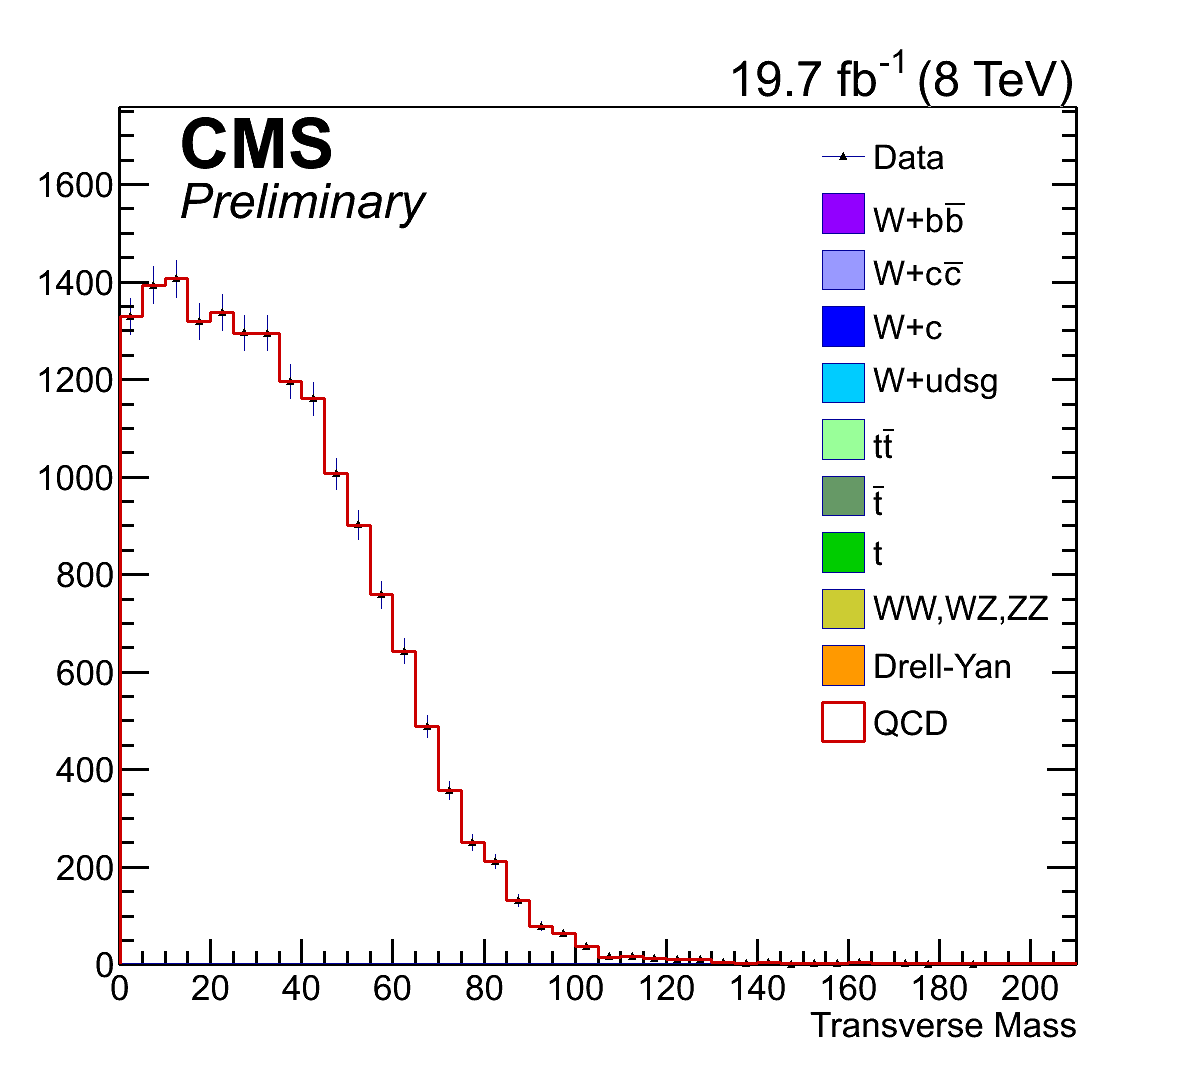 19.7 fb⁻¹ (8 TeV)
CMS
Preliminary
Data
W+bb̅
W+cc̅
W+c
W+udsg
tt̅
t̅
t
WW,WZ,ZZ
Drell-Yan
QCD
1600
1400
1200
1000
800
600
400
200
0
0 20 40 60 80 100 120 140 160 180 200
Transverse Mass